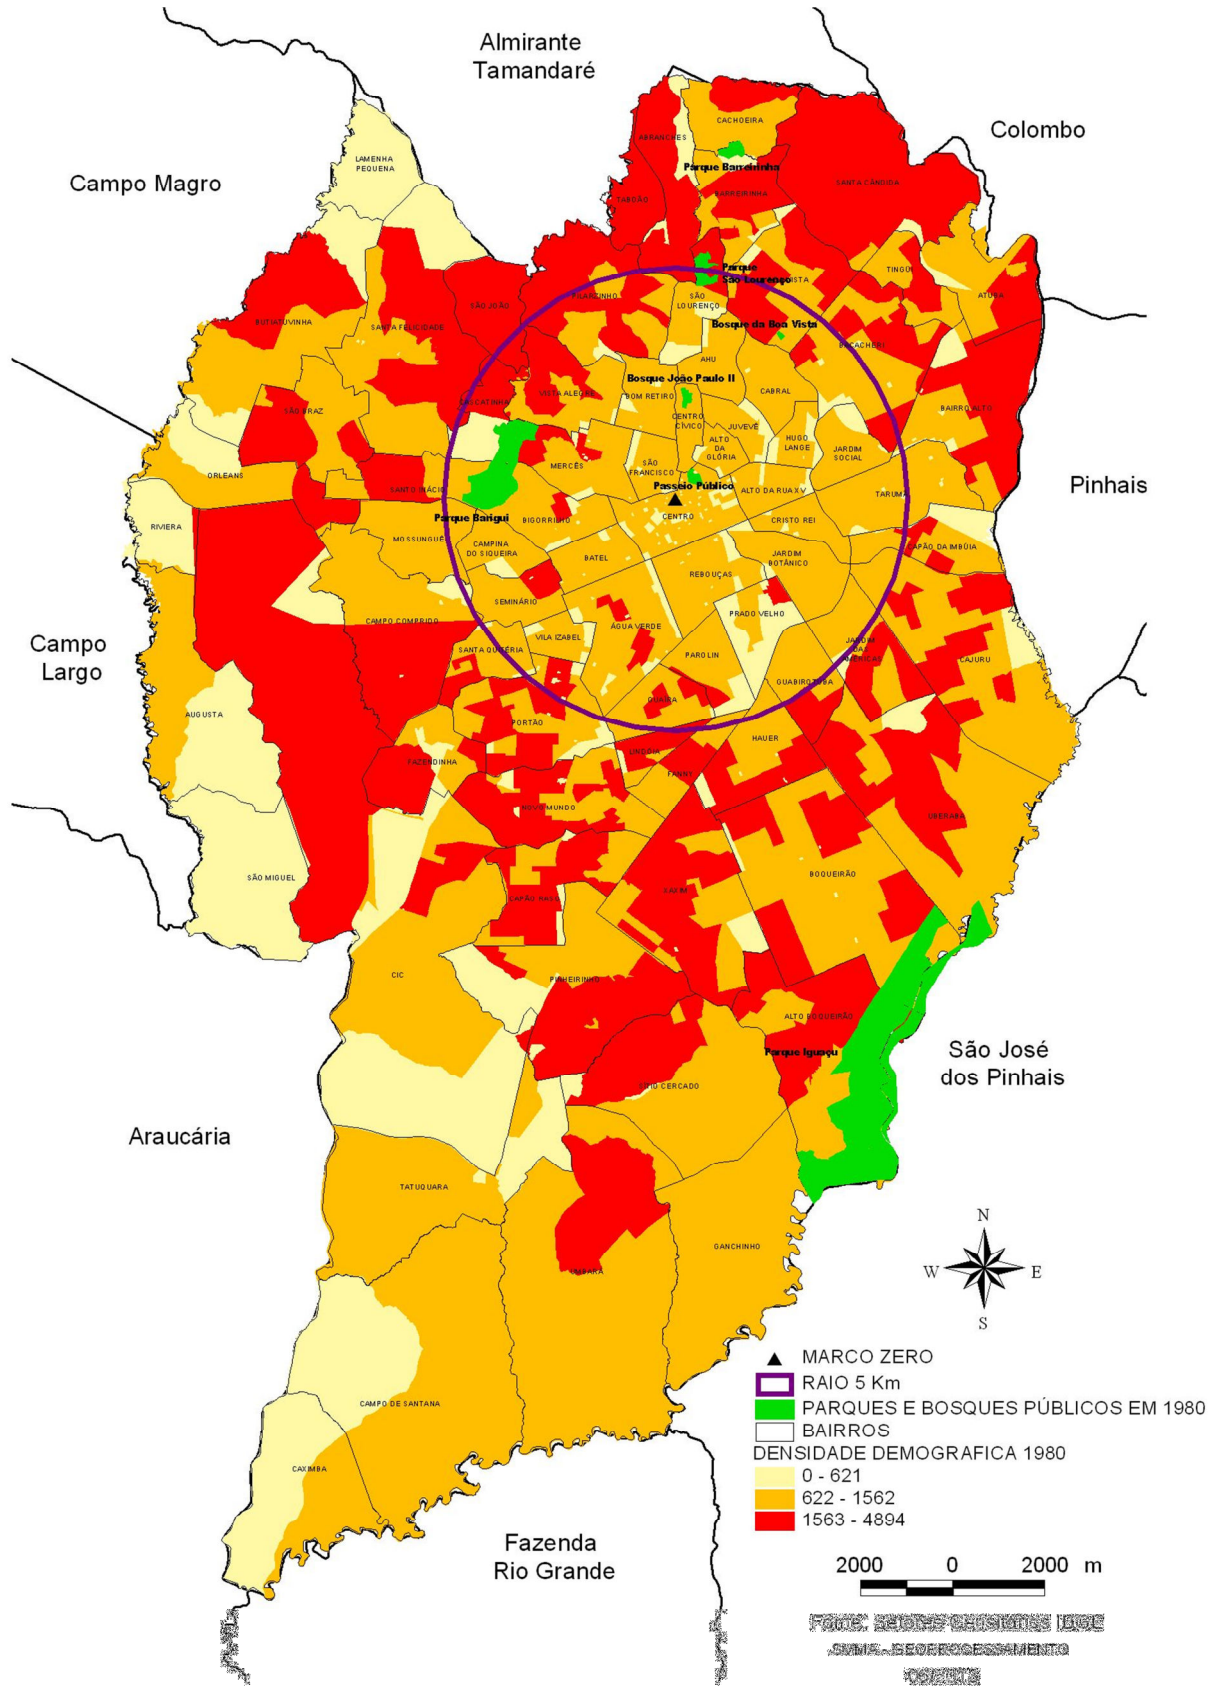 Almirante
Tamandaré
Colombo
Campo Magro
CACHOEIRA
ABRANCHES
LAMENHA
PEQUENA
Parque Barreirinha
SANTA CÂNDIDA
BARREIRINHA
TABOÃO
Parque
São Lourenço
VISTA
TINGUI
ATUBA
PILARZINHO
SÃO
LOURENÇO
SÃO JOÃO
BUTIATUVINHA
SANTA FELICIDADE
Bosque da Boa Vista
BACACHERI
AHU
Bosque João Paulo II
CABRAL
VISTA ALEGRE
BOM RETIRO
CASCATINHA
BAIRRO ALTO
SÃO BRAZ
CENTRO
CÍVICO
JUVEVÊ
ALTO
DA
GLÓRIA
HUGO
LANGE
JARDIM
SOCIAL
MERCÊS
SÃO
FRANCISCO
ORLEANS
SANTO INÁCIO
Passeio Público
ALTO DA RUA XV
TARUMÃ
Pinhais
Parque Barigui
BIGORRILHO
CENTRO
CRISTO REI
RIVIERA
MOSSUNGUÊ
CAMPINA
DO SIQUEIRA
BATEL
JARDIM
BOTÂNICO
CAPÃO DA IMBÚIA
REBOUÇAS
SEMINÁRIO
PRADO VELHO
CAMPO COMPRIDO
ÁGUA VERDE
VILA IZABEL
SANTA QUITÉRIA
PAROLIN
JARDIM
DAS
AMÉRICAS
CAJURU
Campo
Largo
GUABIROTUBA
GUAIRA
AUGUSTA
PORTÃO
HAUER
LINDÓIA
FAZENDINHA
FANNY
NOVO MUNDO
UBERABA
SÃO MIGUEL
BOQUEIRÃO
XAXIM
CAPÃO RASO
CIC
PINHEIRINHO
ALTO BOQUEIRÃO
Parque Iguaçu
São José
dos Pinhais
SÍTIO CERCADO
Araucária
TATUQUARA
GANCHINHO
UMBARÁ
N
W
E
S
MARCO ZERO
RAIO 5 Km
PARQUES E BOSQUES PÚBLICOS EM 1980
BAIRROS
DENSIDADE DEMOGRAFICA 1980
0 - 621
622 - 1562
1563 - 4894
CAMPO DE SANTANA
CAXIMBA
Fazenda
Rio Grande
2000 0 2000 m